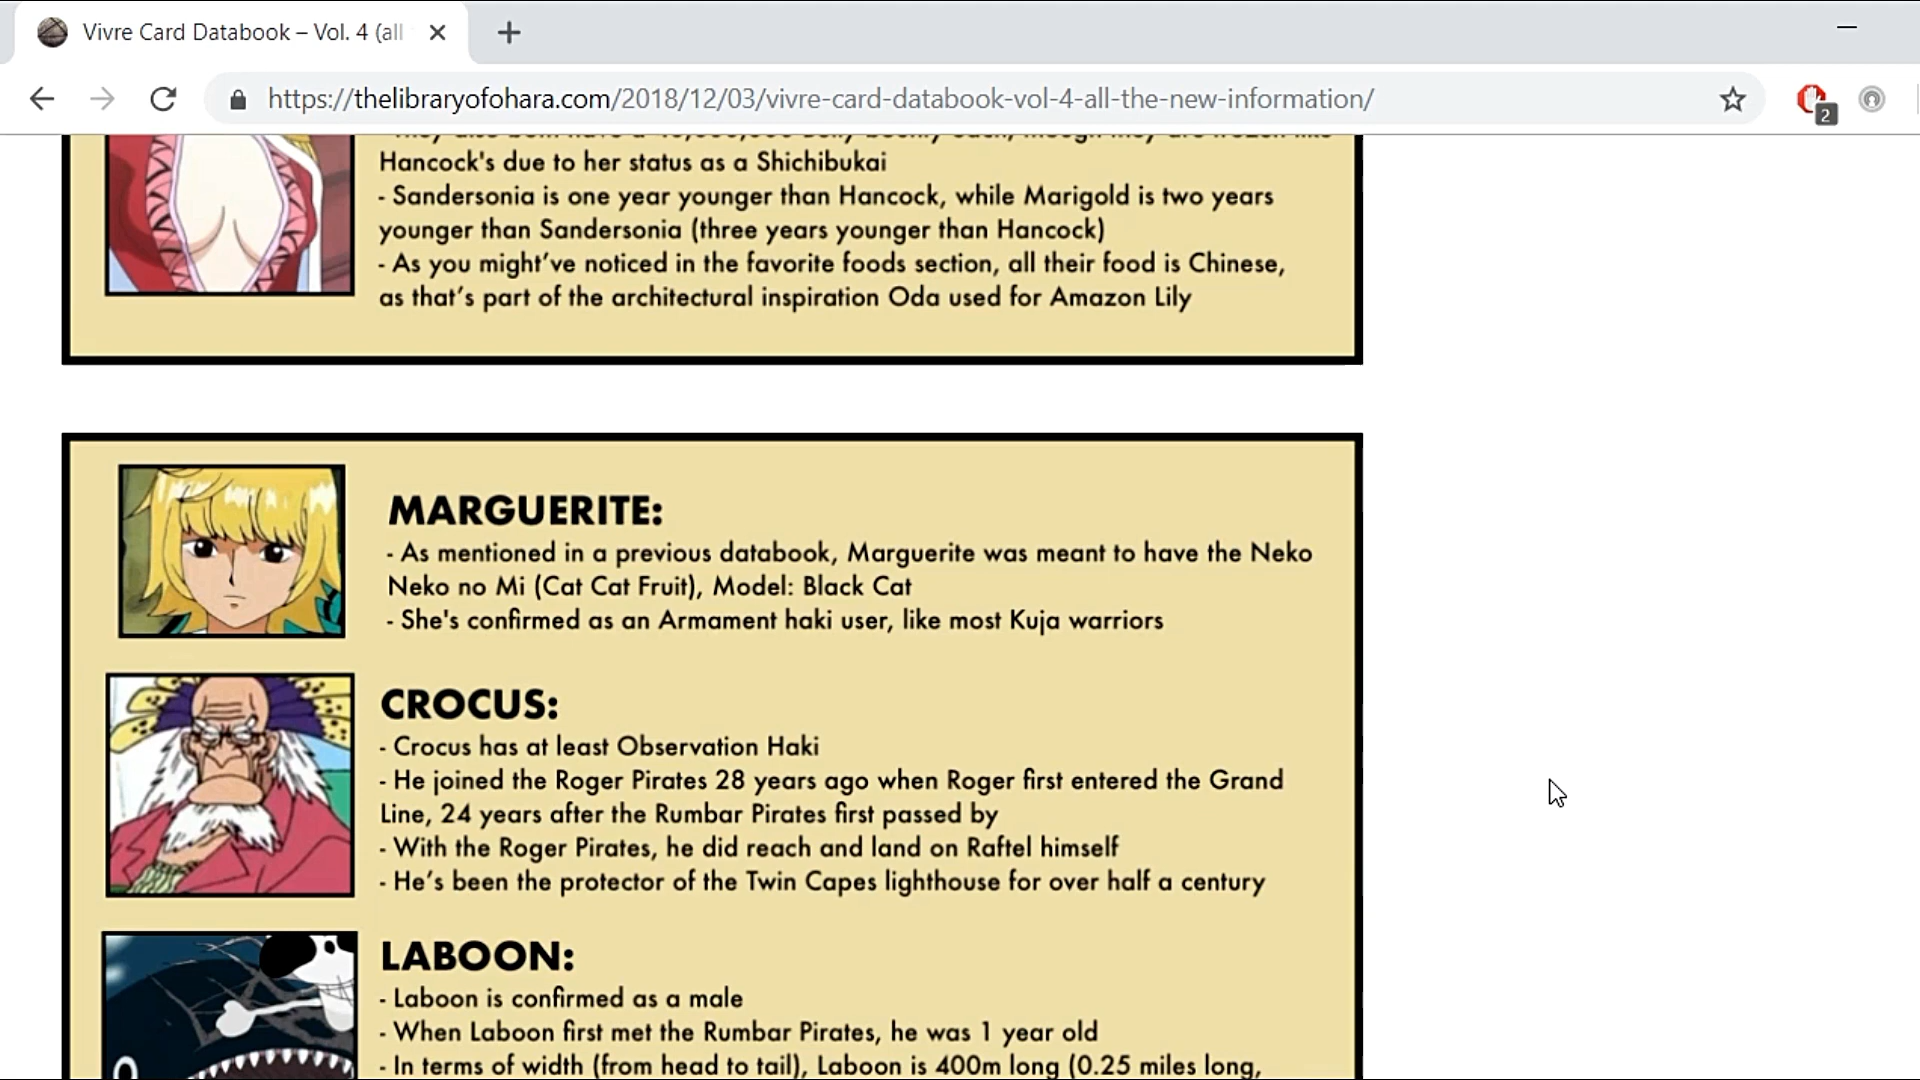 Vivre Card Databook – Vol. 4 (all
https://thelibraryofohara.com/2018/12/03/vivre-card-databook-vol-4-all-the-new-information/
2
Hancock's due to her status as a Shichibukai
- Sandersonia is one year younger than Hancock, while Marigold is two years
younger than Sandersonia (three years younger than Hancock)
- As you might've noticed in the favorite foods section, all their food is Chinese,
as that's part of the architectural inspiration Oda used for Amazon Lily
MARGUERITE:
- As mentioned in a previous databook, Marguerite was meant to have the Neko
Neko no Mi (Cat Cat Fruit), Model: Black Cat
- She's confirmed as an Armament haki user, like most Kuja warriors
CROCUS:
- Crocus has at least Observation Haki
- He joined the Roger Pirates 28 years ago when Roger first entered the Grand
Line, 24 years after the Rumbar Pirates first passed by
- With the Roger Pirates, he did reach and land on Raftel himself
- He's been the protector of the Twin Capes lighthouse for over half a century
LABOON:
- Laboon is confirmed as a male
- When Laboon first met the Rumbar Pirates, he was 1 year old
- In terms of width (from head to tail), Laboon is 400m long (0.25 miles long,